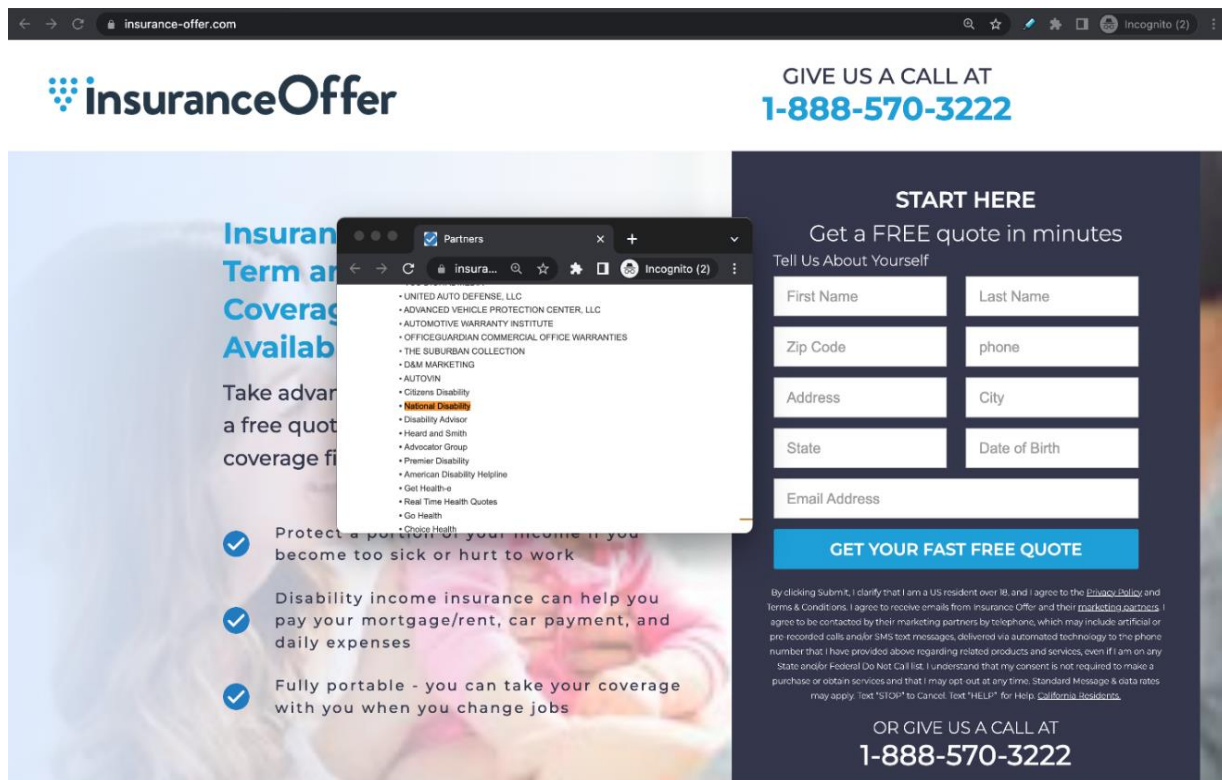 insurance-offer.com
Incognito (2)
insuranceOffer
GIVE US A CALL AT
1-888-570-3222
Insuran
Term an
Coverag
Availab
Take advan
a free quot
coverage fi
Partners
insura...
Incognito (2)
• UNITED AUTO DEFENSE, LLC
• ADVANCED VEHICLE PROTECTION CENTER, LLC
• AUTOMOTIVE WARRANTY INSTITUTE
• OFFICEGUARDIAN COMMERCIAL OFFICE WARRANTIES
• THE SUBURBAN COLLECTION
• D&M MARKETING
• AUTOVIN
• Citizens Disability
• National Disability
• Disability Advisor
• Heard and Smith
• Advocator Group
• Premier Disability
• American Disability Helpline
• Get Health-e
• Real Time Health Quotes
• Go Health
• Choice Health
Protect a portion of your income if you
become too sick or hurt to work
Disability income insurance can help you
pay your mortgage/rent, car payment, and
daily expenses
Fully portable - you can take your coverage
with you when you change jobs
START HERE
Get a FREE quote in minutes
Tell Us About Yourself
First Name
Last Name
Zip Code
phone
Address
City
State
Date of Birth
Email Address
GET YOUR FAST FREE QUOTE
By clicking Submit, I clarify that I am a US resident over 18, and I agree to the Privacy Policy and
Terms & Conditions. I agree to receive emails from Insurance Offer and their marketing partners. I
agree to be contacted by their marketing partners by telephone, which may include artificial or
pre-recorded calls and/or SMS text messages, delivered via automated technology to the phone
number that I have provided above regarding related products and services, even if I am on any
State and/or Federal Do Not Call list. I understand that my consent is not required to make a
purchase or obtain services and that I may opt-out at any time. Standard Message & data rates
may apply. Text "STOP" to Cancel. Text "HELP" for Help. California Residents.
OR GIVE US A CALL AT
1-888-570-3222